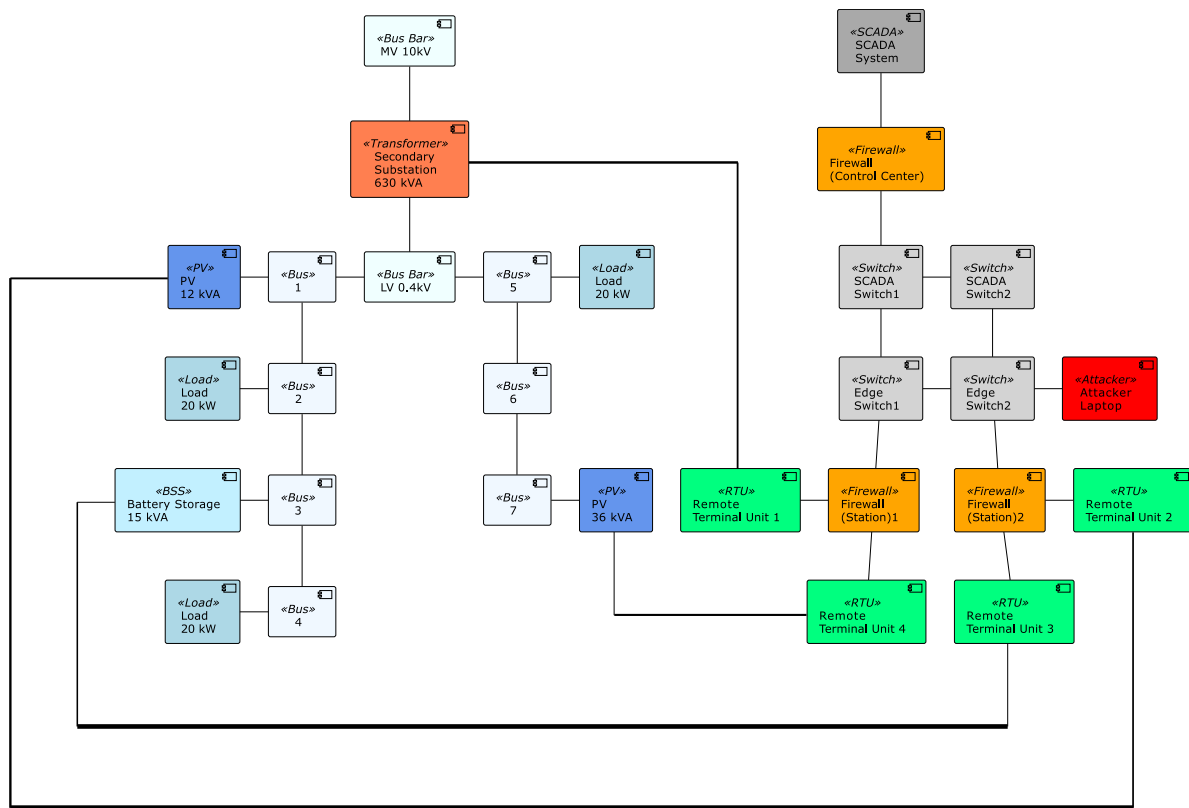 «Bus Bar»
MV 10kV
«SCADA»
SCADA
System
«Transformer»
Secondary
Substation
630 kVA
«Firewall»
Firewall
(Control Center)
«PV»
PV
12 kVA
«Bus»
1
«Bus Bar»
LV 0.4kV
«Bus»
5
«Load»
Load
20 kW
«Switch»
SCADA
Switch1
«Switch»
SCADA
Switch2
«Load»
Load
20 kW
«Bus»
2
«Bus»
6
«Switch»
Edge
Switch1
«Switch»
Edge
Switch2
«Attacker»
Attacker
Laptop
«BSS»
Battery Storage
15 kVA
«Bus»
3
«Bus»
7
«PV»
PV
36 kVA
«RTU»
Remote
Terminal Unit 1
«Firewall»
Firewall
(Station)1
«Firewall»
Firewall
(Station)2
«RTU»
Remote
Terminal Unit 2
«Load»
Load
20 kW
«Bus»
4
«RTU»
Remote
Terminal Unit 4
«RTU»
Remote
Terminal Unit 3